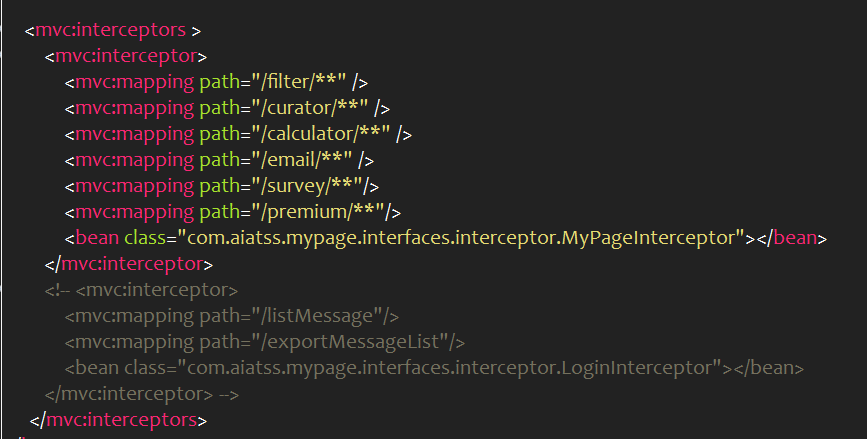 <mvc:interceptors >
<mvc:interceptor>
<mvc:mapping path="/filter/**" />
<mvc:mapping path="/curator/**" />
<mvc:mapping path="/calculator/**" />
<mvc:mapping path="/email/**" />
<mvc:mapping path="/survey/**"/>
<mvc:mapping path="/premium/**"/>
<bean class="com.aiatss.mypage.interfaces.interceptor.MyPageInterceptor"></bean>
</mvc:interceptor>
<!-- <mvc:interceptor>
<mvc:mapping path="/listMessage"/>
<mvc:mapping path="/exportMessageList"/>
<bean class="com.aiatss.mypage.interfaces.interceptor.LoginInterceptor"></bean>
</mvc:interceptor> -->
</mvc:interceptors>